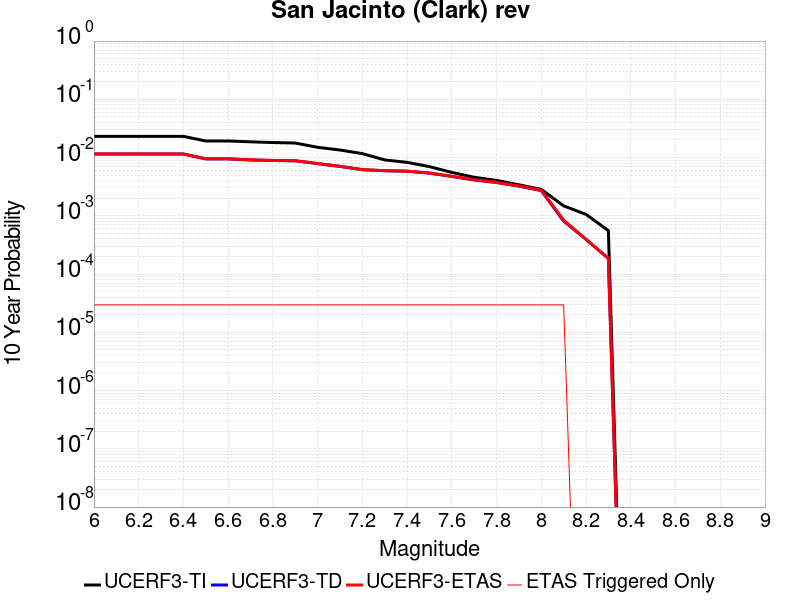 San Jacinto (Clark) rev
10 0
10 -1
10 -2
10 -3
10 -4
10 -5
10 -6
10 -7
10 -8
10 Year Probability
6 6.2 6.4 6.6 6.8 7 7.2 7.4 7.6 7.8 8 8.2 8.4 8.6 8.8 9
Magnitude
UCERF3-TI UCERF3-TD UCERF3-ETAS ETAS Triggered Only